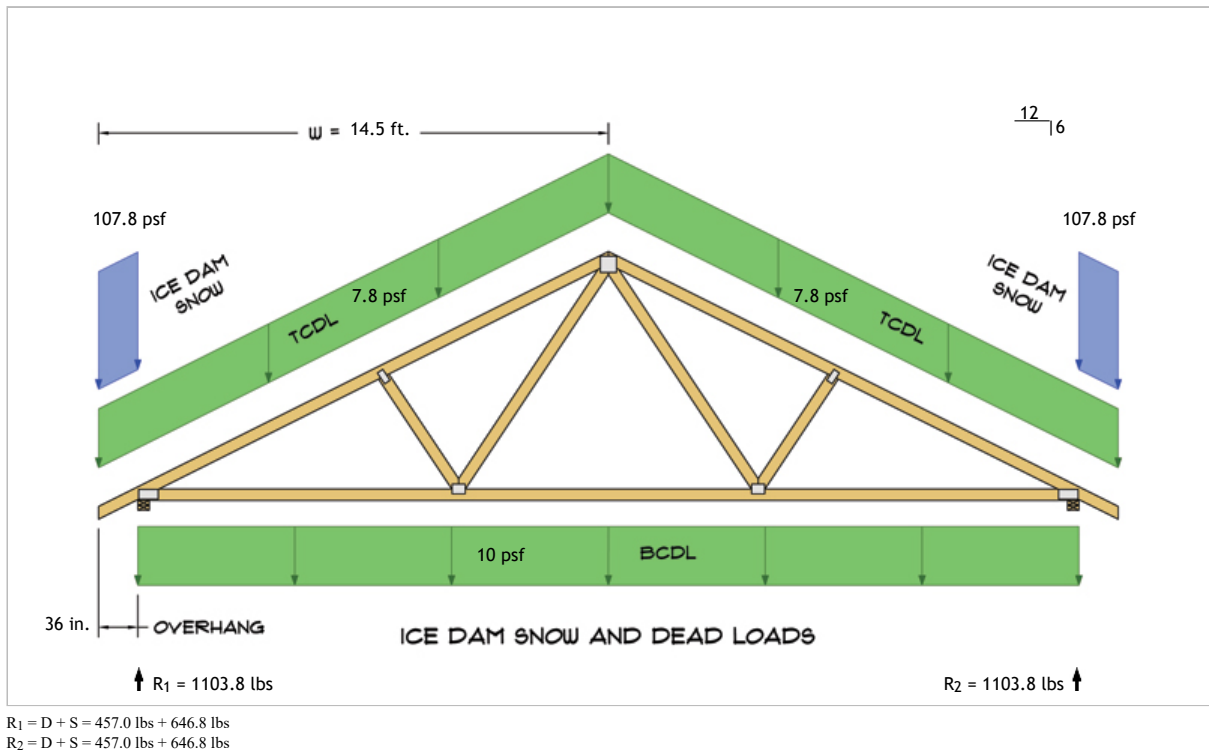 W = 14.5 ft.
12
6
107.8 psf
107.8 psf
ICE DAM
SNOW
ICE DAM
SNOW
7.8 psf
7.8 psf
TCDL
TCDL
10 psf
BCDL
36 in.
OVERHANG
ICE DAM SNOW AND DEAD LOADS
R1 = 1103.8 lbs
R2 = 1103.8 lbs
R1 = D + S = 457.0 lbs + 646.8 lbs
R2 = D + S = 457.0 lbs + 646.8 lbs